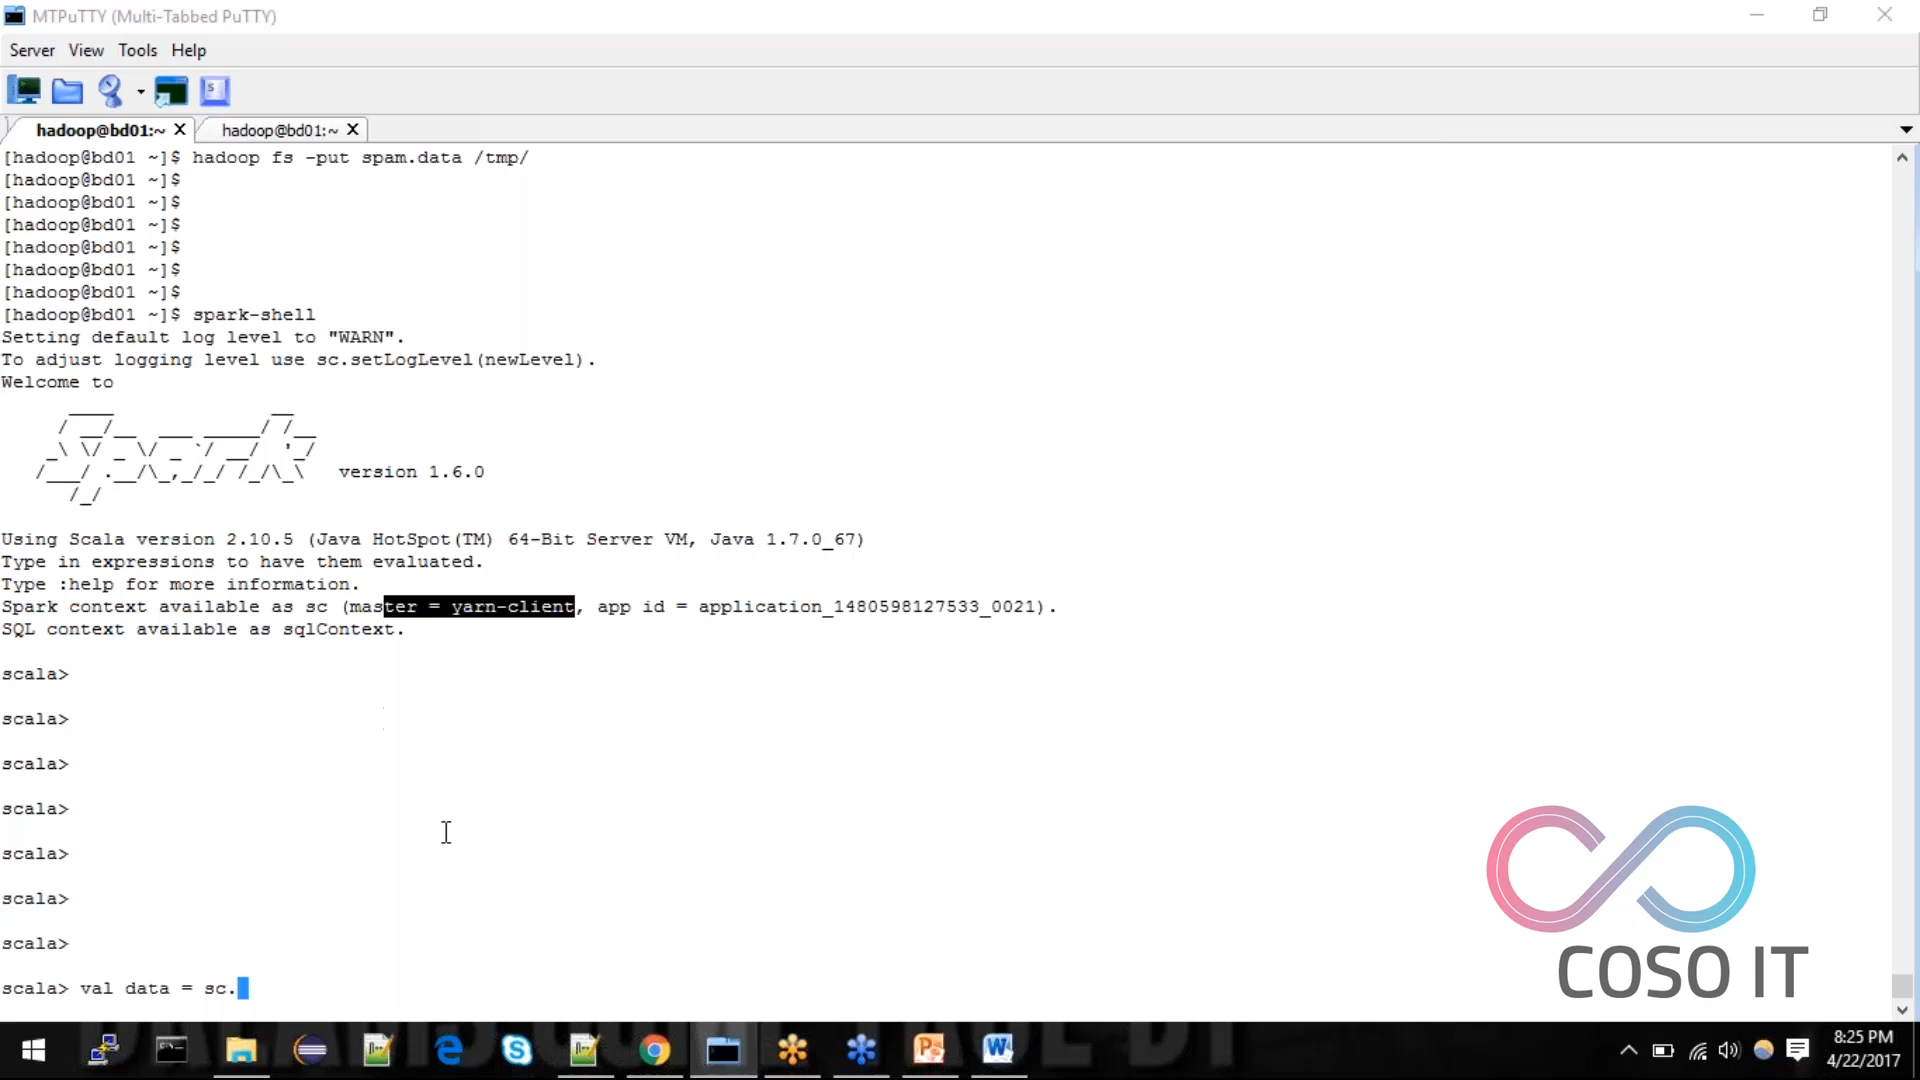 MTPuTTY (Multi-Tabbed PuTTY)
Server View Tools Help
hadoop@bd01:~ X hadoop@bd01:~ X
[hadoop@bd01 ~]$ hadoop fs -put spam.data /tmp/
[hadoop@bd01 ~]$
[hadoop@bd01 ~]$
[hadoop@bd01 ~]$
[hadoop@bd01 ~]$
[hadoop@bd01 ~]$
[hadoop@bd01 ~]$
[hadoop@bd01 ~]$ spark-shell
Setting default log level to "WARN".
To adjust logging level use sc.setLogLevel(newLevel).
Welcome to
Spark version 1.6.0
Using Scala version 2.10.5 (Java HotSpot(TM) 64-Bit Server VM, Java 1.7.0_67)
Type in expressions to have them evaluated.
Type :help for more information.
Spark context available as sc (master = yarn-client, app id = application_1480598127533_0021).
SQL context available as sqlContext.
scala>
scala>
scala>
scala>
scala>
scala>
scala>
scala> val data = sc.
COSO IT
8:25 PM
4/22/2017